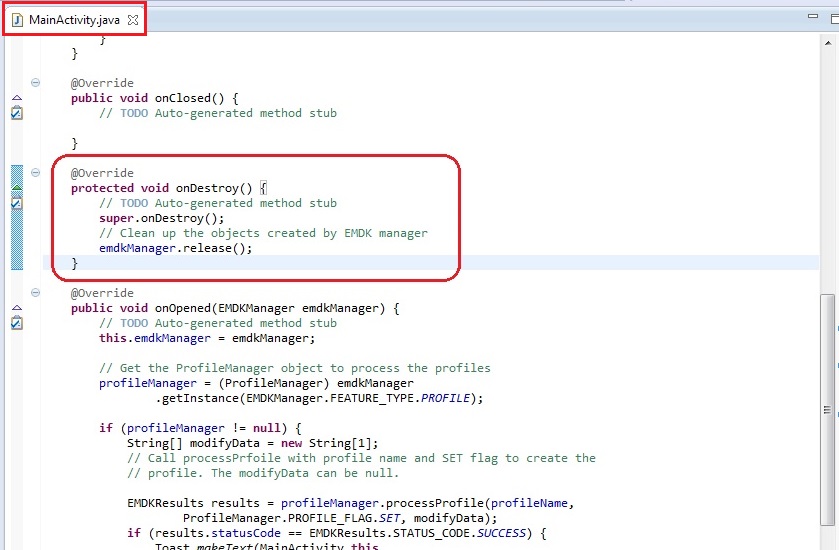 MainActivity.java
}
}
@Override
public void onClosed() {
// TODO Auto-generated method stub
}
@Override
protected void onDestroy() {
// TODO Auto-generated method stub
super.onDestroy();
// Clean up the objects created by EMDK manager
emdkManager.release();
}
@Override
public void onOpened(EMDKManager emdkManager) {
// TODO Auto-generated method stub
this.emdkManager = emdkManager;
// Get the ProfileManager object to process the profiles
profileManager = (ProfileManager) emdkManager
.getInstance(EMDKManager.FEATURE_TYPE.PROFILE);
if (profileManager != null) {
String[] modifyData = new String[1];
// Call processPrfoile with profile name and SET flag to create the
// profile. The modifyData can be null.
EMDKResults results = profileManager.processProfile(profileName,
ProfileManager.PROFILE_FLAG.SET, modifyData);
if (results.statusCode == EMDKResults.STATUS_CODE.SUCCESS) {
Toast.makeText(MainActivity.this,